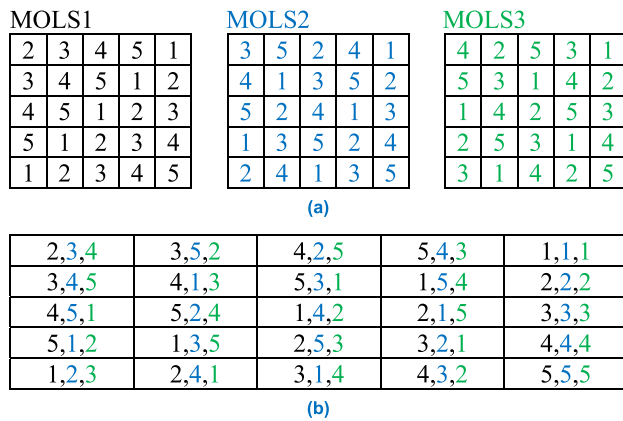 MOLS1 MOLS2 MOLS3
2 3 4 5 1 3 5 2 4 1 4 2 5 3 1
3 4 5 1 2 4 1 3 5 2 5 3 1 4 2
4 5 1 2 3 5 2 4 1 3 1 4 2 5 3
5 1 2 3 4 1 3 5 2 4 2 5 3 1 4
1 2 3 4 5 2 4 1 3 5 3 1 4 2 5
(a)
2,3,4 3,5,2 4,2,5 5,4,3 1,1,1
3,4,5 4,1,3 5,3,1 1,5,4 2,2,2
4,5,1 5,2,4 1,4,2 2,1,5 3,3,3
5,1,2 1,3,5 2,5,3 3,2,1 4,4,4
1,2,3 2,4,1 3,1,4 4,3,2 5,5,5
(b)